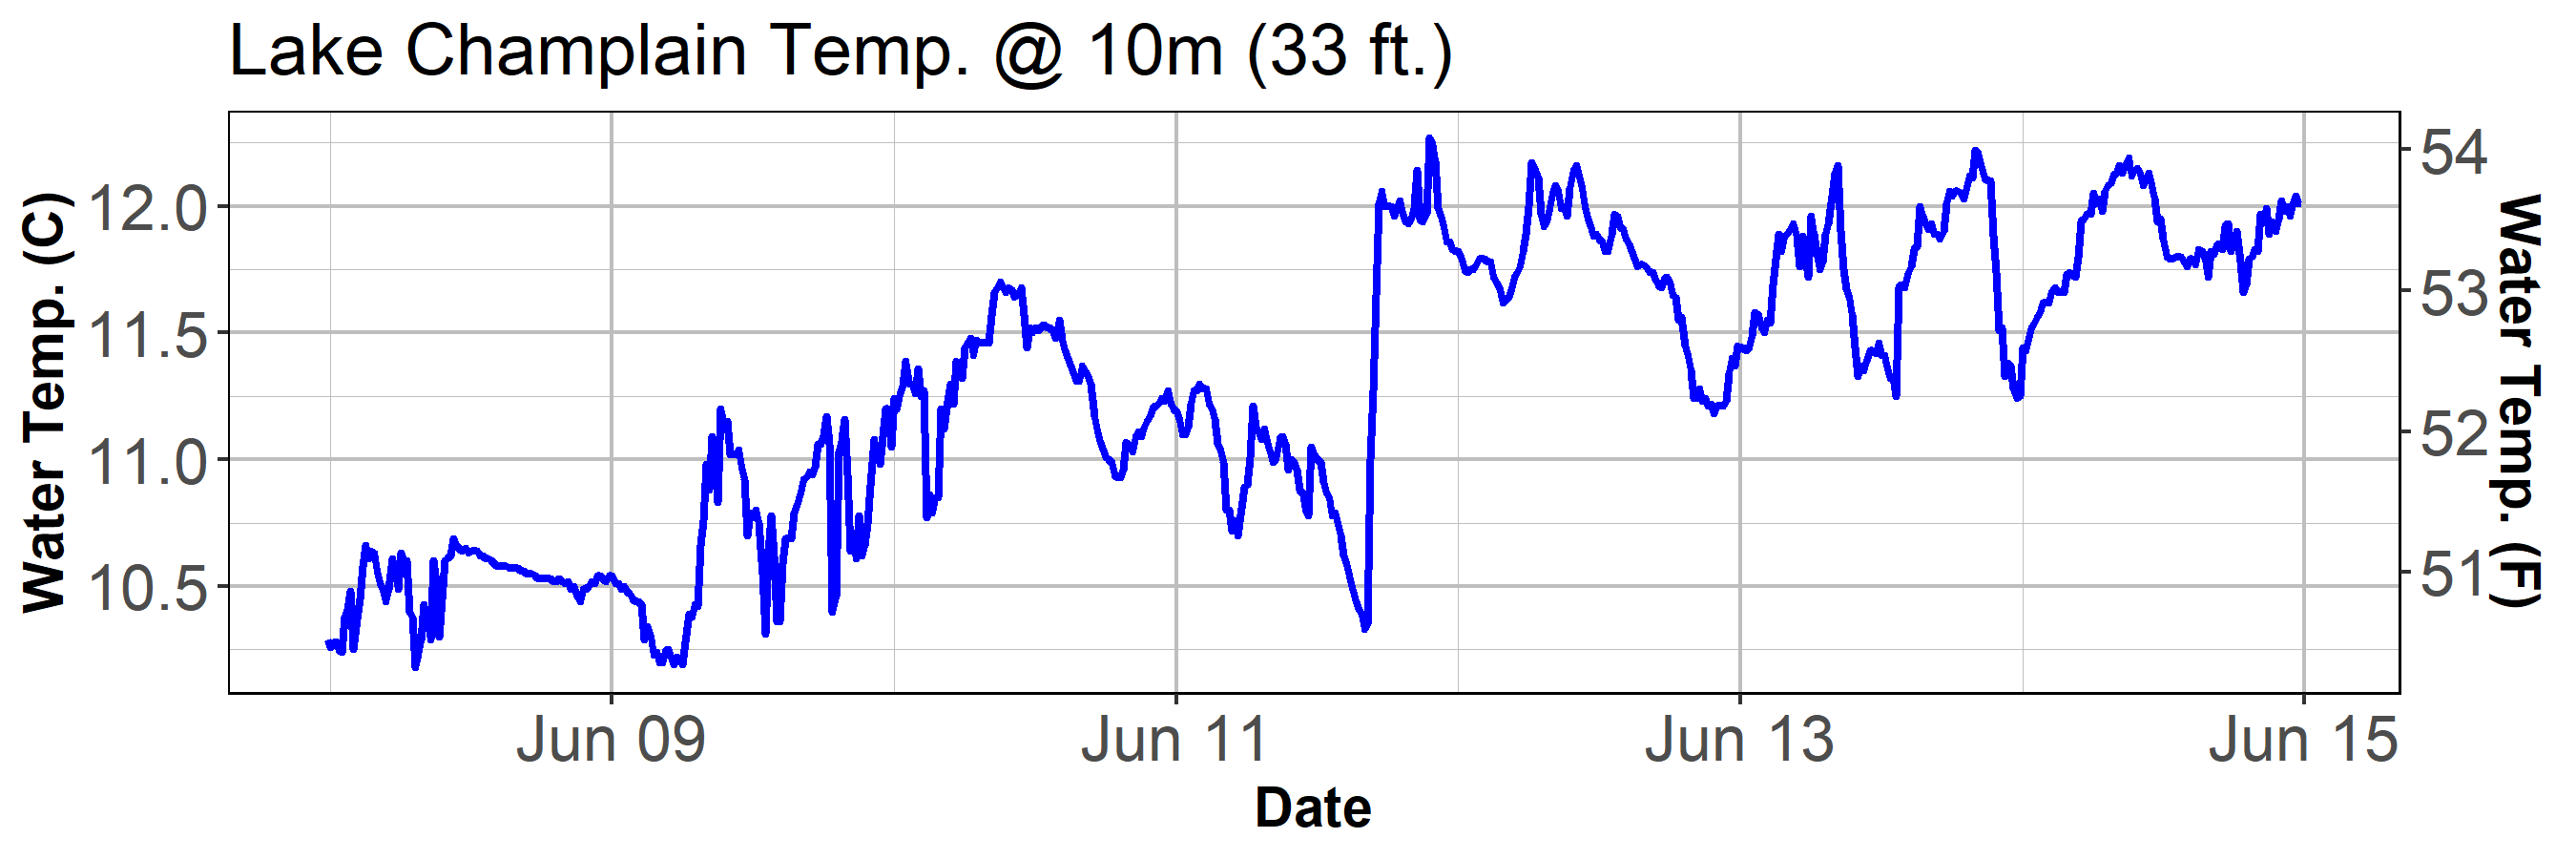 Lake Champlain Temp. @ 10m (33 ft.)
Water Temp. (C)
12.0
11.5
11.0
10.5
54
53
52
51
Water Temp. (F)
Jun 09
Jun 11
Jun 13
Jun 15
Date